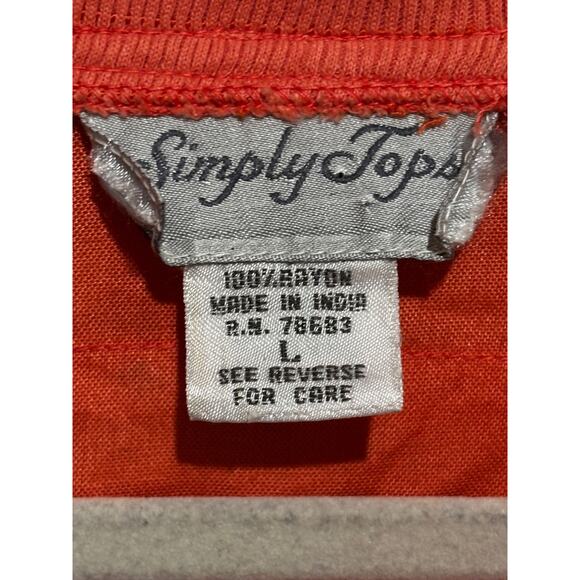 Simply Tops
100% RAYON
MADE IN INDIA
R.N. 78683
L
SEE REVERSE
FOR CARE